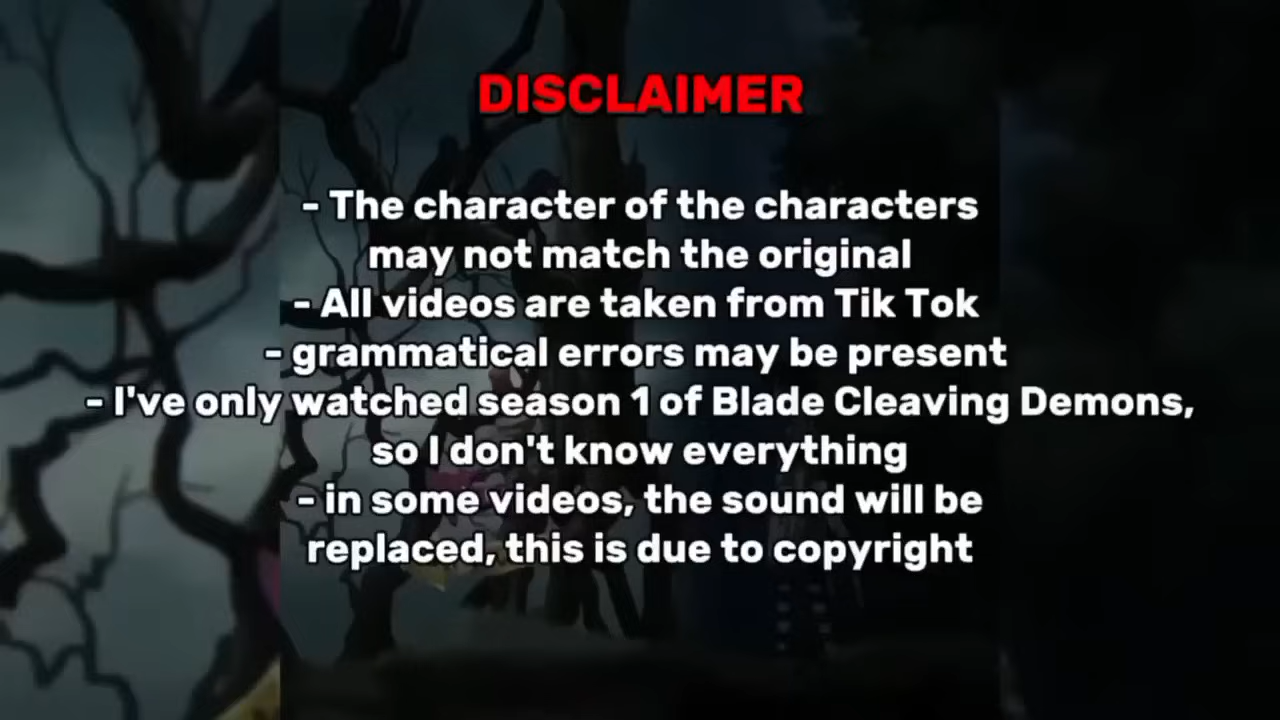 DISCLAIMER
- The character of the characters
may not match the original
- All videos are taken from Tik Tok
- grammatical errors may be present
- I've only watched season 1 of Blade Cleaving Demons,
so I don't know everything
- in some videos, the sound will be
replaced, this is due to copyright